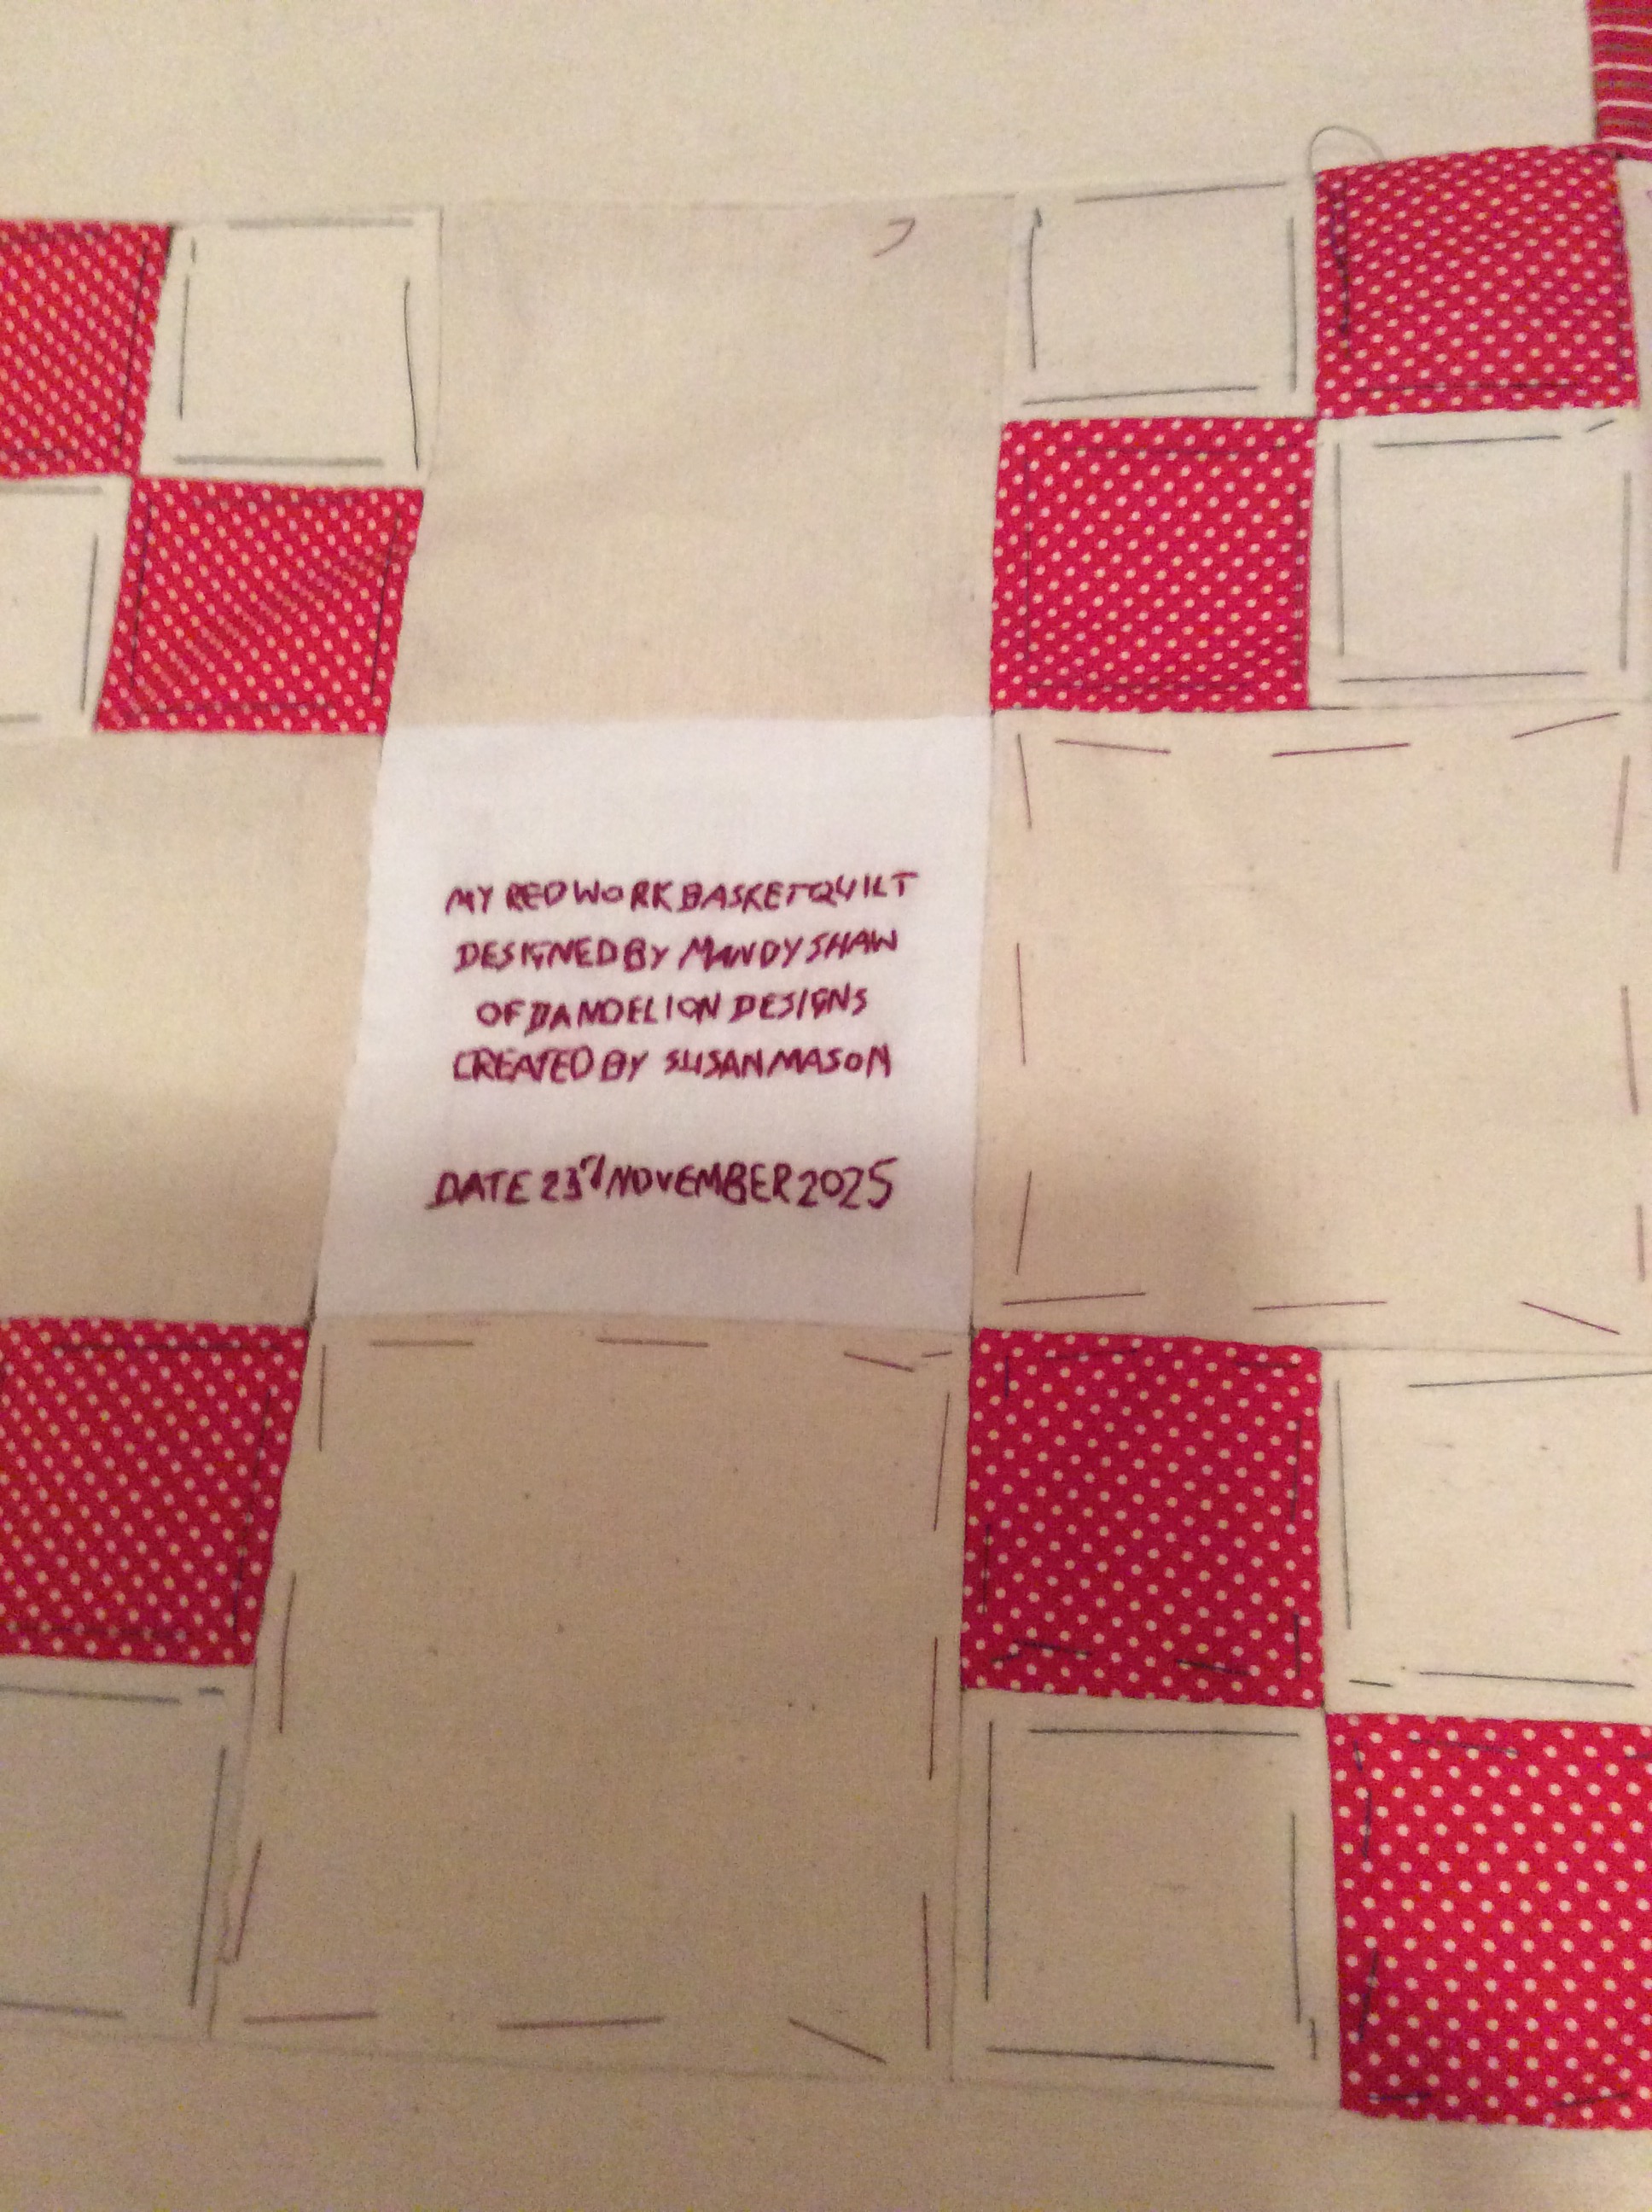 MY REDWORK BASKET QUILT
DESIGNED BY MANDY SHAW
OF DANDELION DESIGNS
CREATED BY SUSAN MASON
DATE 23rd NOVEMBER 2025